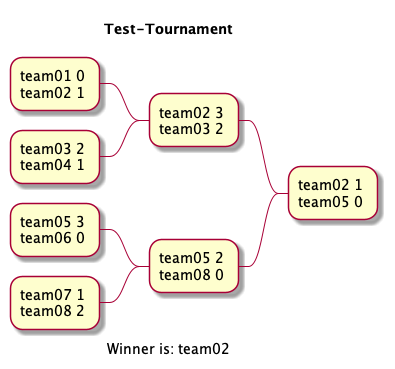 Test-Tournament
team01 0
team02 1
team03 2
team04 1
team05 3
team06 0
team07 1
team08 2
team02 3
team03 2
team05 2
team08 0
team02 1
team05 0
Winner is: team02